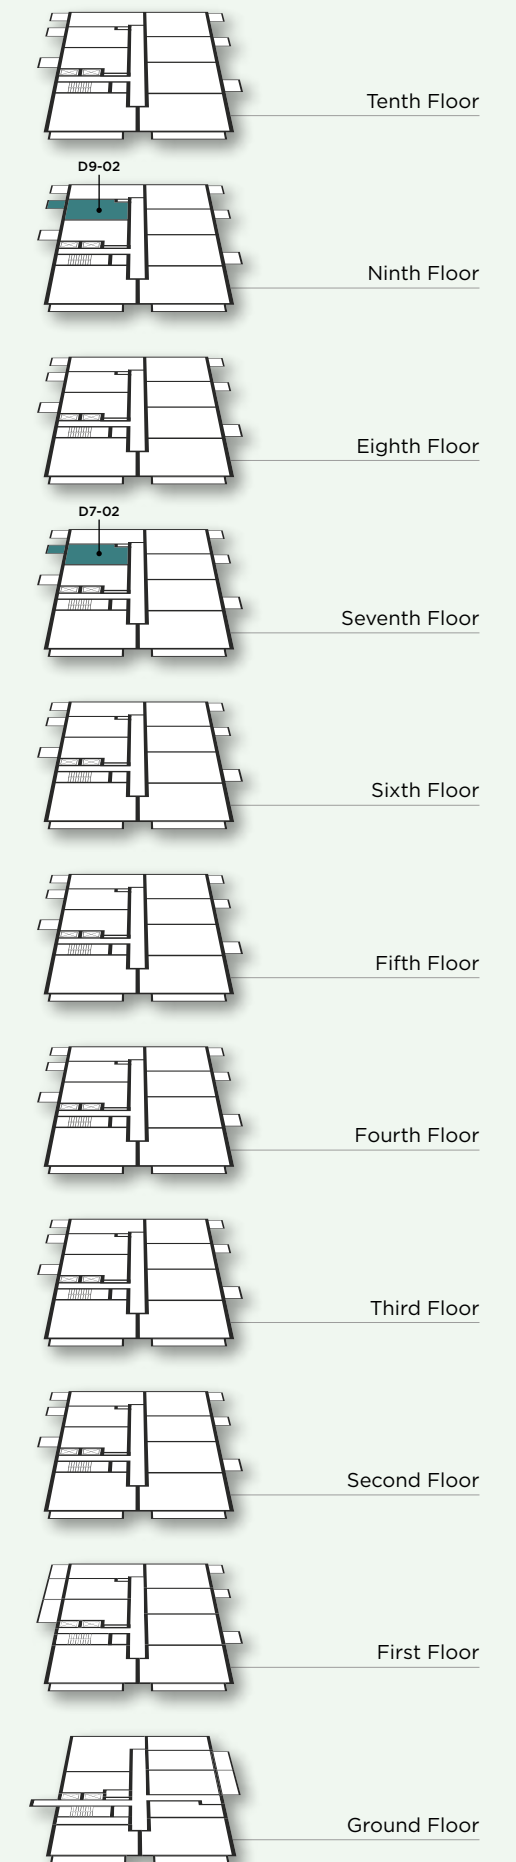 Tenth Floor
D9-02
Ninth Floor
Eighth Floor
D7-02
Seventh Floor
Sixth Floor
Fifth Floor
Fourth Floor
Third Floor
Second Floor
First Floor
Ground Floor